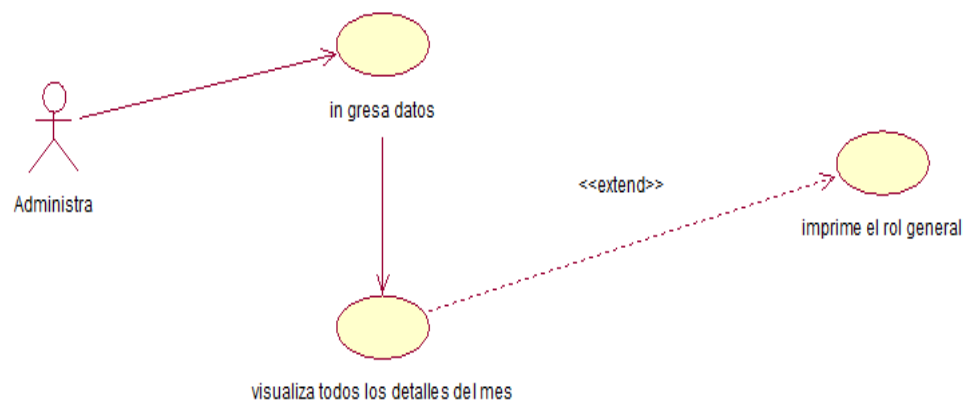 in gresa datos
Administra
<<extend>>
imprime el rol general
visualiza todos los detalles del mes